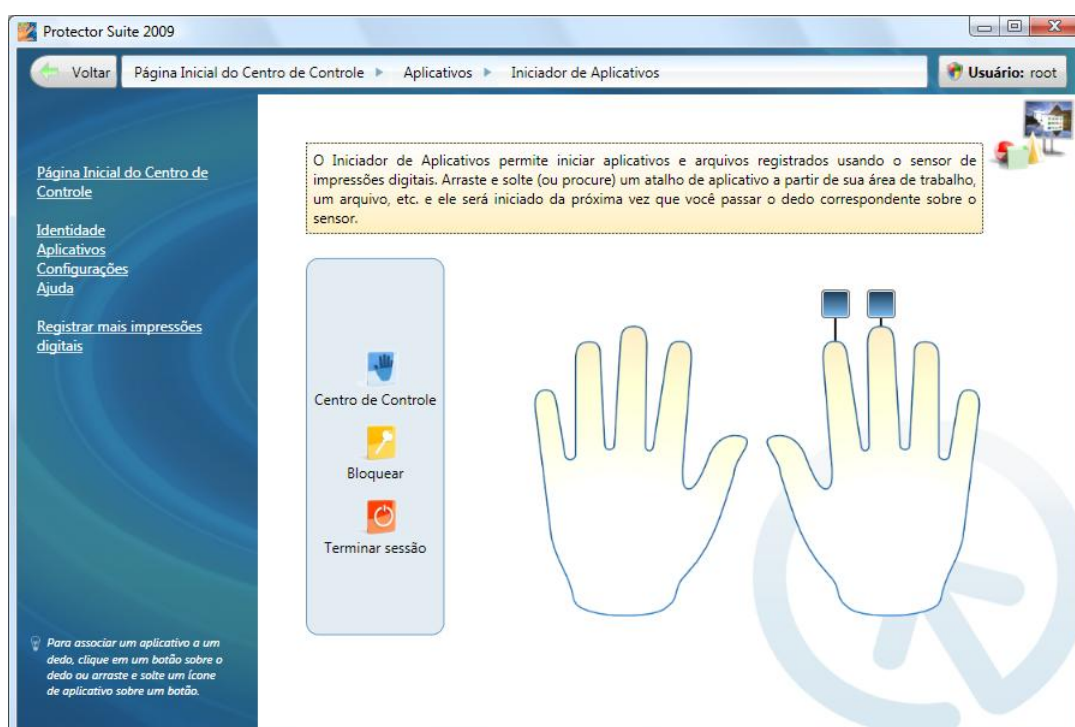 Protector Suite 2009
Voltar
Página Inicial do Centro de Controle
Aplicativos
Iniciador de Aplicativos
Usuário: root
Página Inicial do Centro de
Controle
Identidade
Aplicativos
Configurações
Ajuda
Registrar mais impressões
digitais
O Iniciador de Aplicativos permite iniciar aplicativos e arquivos registrados usando o sensor de
impressões digitais. Arraste e solte (ou procure) um atalho de aplicativo a partir de sua área de trabalho,
um arquivo, etc. e ele será iniciado da próxima vez que você passar o dedo correspondente sobre o
sensor.
Centro de Controle
Bloquear
Terminar sessão
Para associar um aplicativo a um
dedo, clique em um botão sobre o
dedo ou arraste e solte um ícone
de aplicativo sobre um botão.